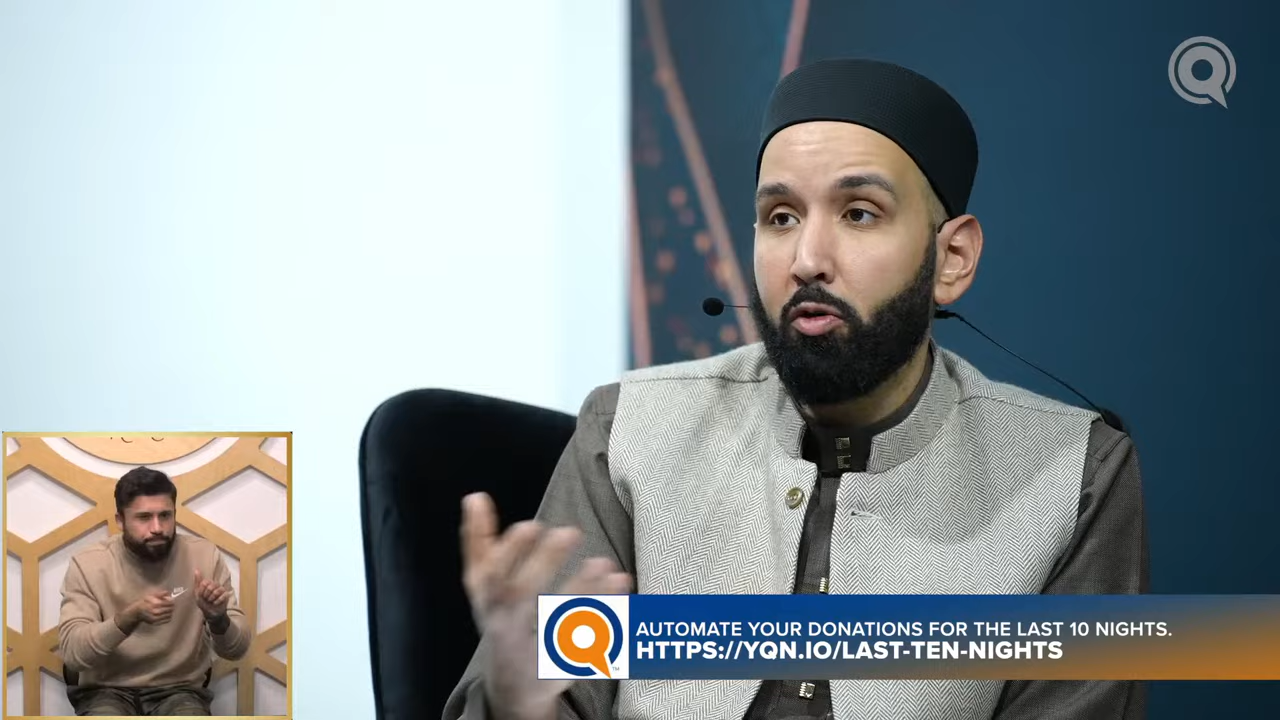 AUTOMATE YOUR DONATIONS FOR THE LAST 10 NIGHTS.
HTTPS://YQN.IO/LAST-TEN-NIGHTS